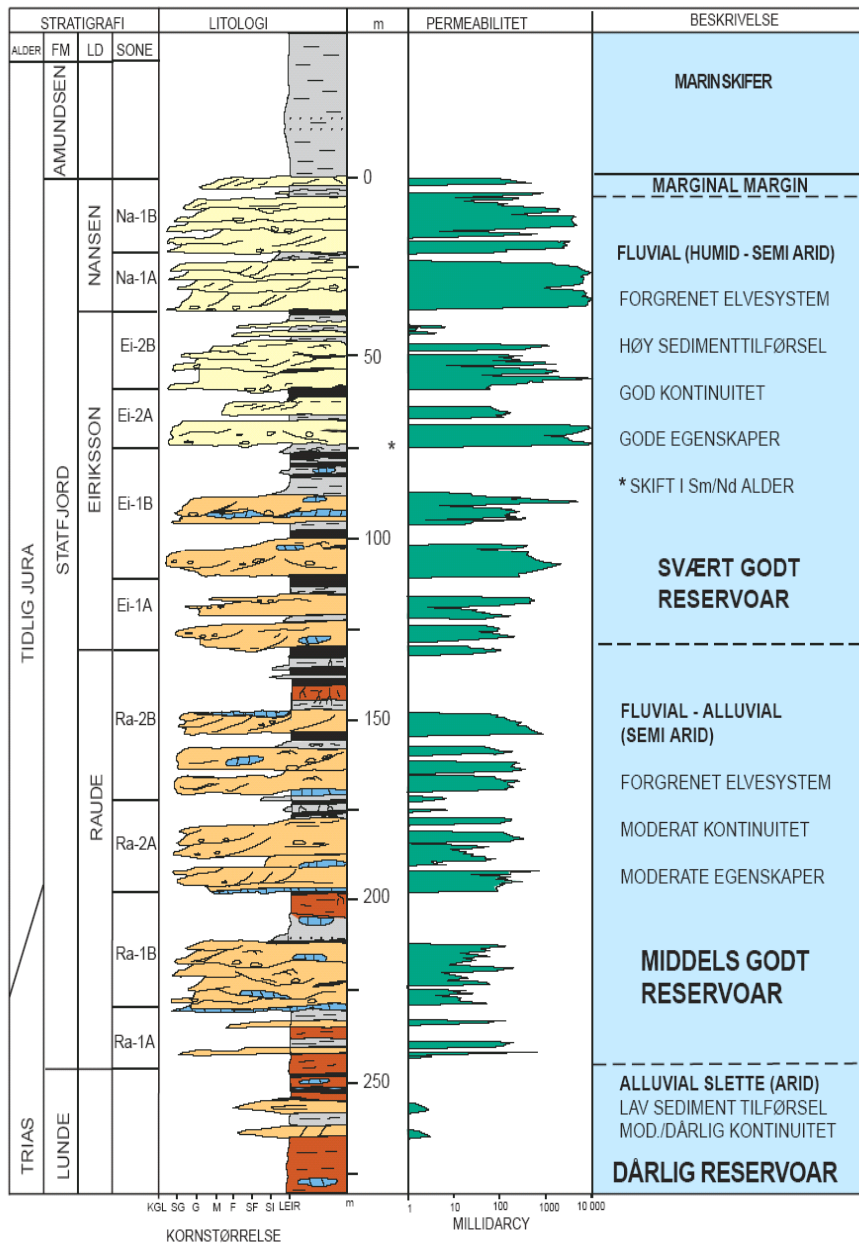 STRATIGRAFI LITOLOGI m PERMEABILITET BESKRIVELSE
ALDER FM LD SONE
TIDLIG JURA
TRIAS
AMUNDSEN
STATFJORD
LUNDE
NANSEN
EIRIKSSON
RAUDE
Na-1B
Na-1A
Ei-2B
Ei-2A
Ei-1B
Ei-1A
Ra-2B
Ra-2A
Ra-1B
Ra-1A
0
50
*
100
150
200
250
MARIN SKIFER
MARGINAL MARGIN
FLUVIAL (HUMID - SEMI ARID)
FORGRENET ELVESYSTEM
HØY SEDIMENTTILFØRSEL
GOD KONTINUITET
GODE EGENSKAPER
* SKIFT I Sm/Nd ALDER
SVÆRT GODT
RESERVOAR
FLUVIAL - ALLUVIAL
(SEMI ARID)
FORGRENET ELVESYSTEM
MODERAT KONTINUITET
MODERATE EGENSKAPER
MIDDELS GODT
RESERVOAR
ALLUVIAL SLETTE (ARID)
LAV SEDIMENT TILFØRSEL
MOD./DÅRLIG KONTINUITET
DÅRLIG RESERVOAR
KGL SG G M F SF SI LEIR m
KORNSTØRRELSE
1 10 100 1000 10 000
MILLIDARCY